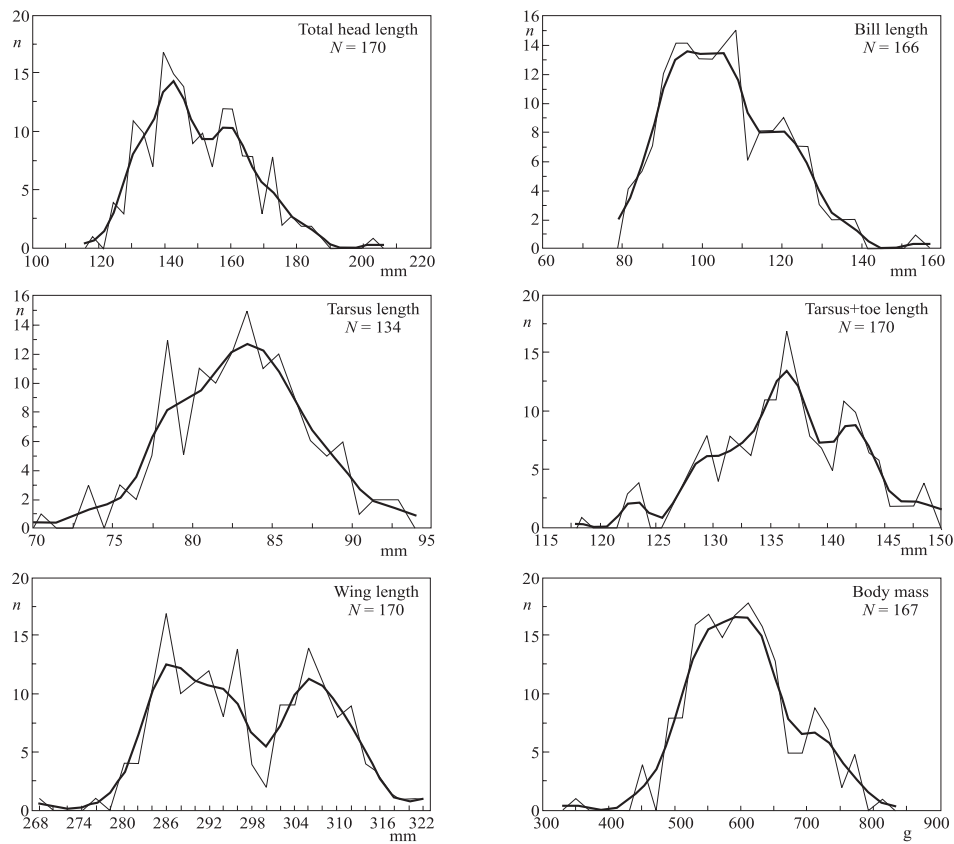 Total head length
N = 170
n
20
15
10
5
0
100 120 140 160 180 200 220
mm
Bill length
N = 166
n
16
14
12
10
8
6
4
2
0
60 80 100 120 140 160
mm
Tarsus length
N = 134
n
16
14
12
10
8
6
4
2
0
70 75 80 85 90 95
mm
Tarsus+toe length
N = 170
n
20
15
10
5
0
115 120 125 130 135 140 145 150
mm
Wing length
N = 170
n
20
15
10
5
0
268 274 280 286 292 298 304 310 316 322
mm
Body mass
N = 167
n
20
15
10
5
0
300 400 500 600 700 800 900
g